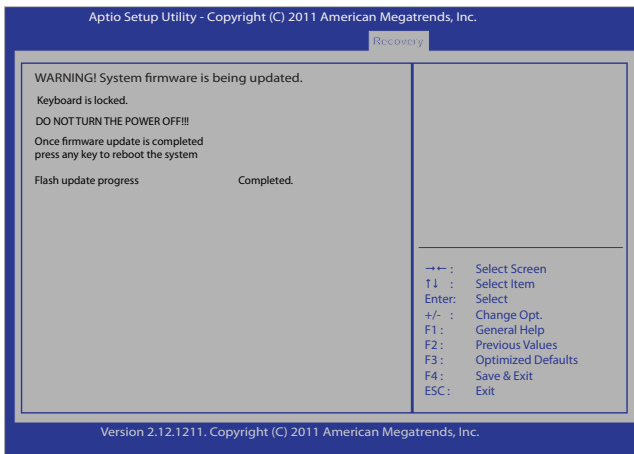 Aptio Setup Utility - Copyright (C) 2011 American Megatrends, Inc.
Recovery
WARNING! System firmware is being updated.
Keyboard is locked.
DO NOT TURN THE POWER OFF!!!
Once firmware update is completed
press any key to reboot the system
Flash update progress Completed.
→← : Select Screen
↑↓ : Select Item
Enter: Select
+/- : Change Opt.
F1 : General Help
F2 : Previous Values
F3 : Optimized Defaults
F4 : Save & Exit
ESC : Exit
Version 2.12.1211. Copyright (C) 2011 American Megatrends, Inc.